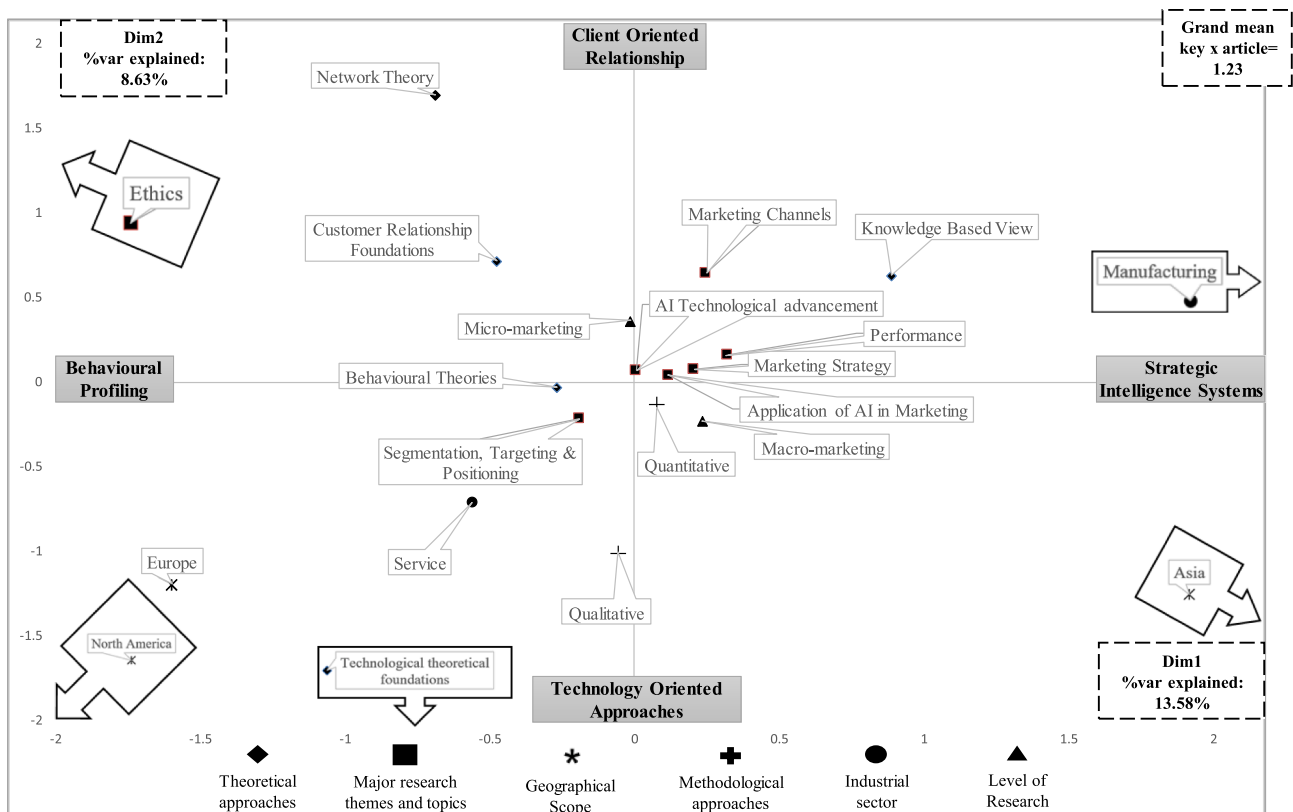 Dim2
%var explained:
8.63%
Client Oriented
Relationship
Grand mean
key x article=
1.23
2
Network Theory
1.5
Ethics
1
Marketing Channels
Customer Relationship
Foundations
Knowledge Based View
Manufacturing
0.5
AI Technological advancement
Micro-marketing
Performance
Behavioural
Profiling
0
Behavioural Theories
Marketing Strategy
Strategic
Intelligence Systems
Application of AI in Marketing
Segmentation, Targeting &
Positioning
-0.5
Quantitative
Macro-marketing
Service
-1
Europe
Asia
Qualitative
-1.5
North America
Technological theoretical
foundations
Technology Oriented
Approaches
Dim1
%var explained:
13.58%
-2
-2
-1.5
-1
-0.5
0
0.5
1
1.5
2
Theoretical
approaches
Major research
themes and topics
Geographical
Scope
Methodological
approaches
Industrial
sector
Level of
Research